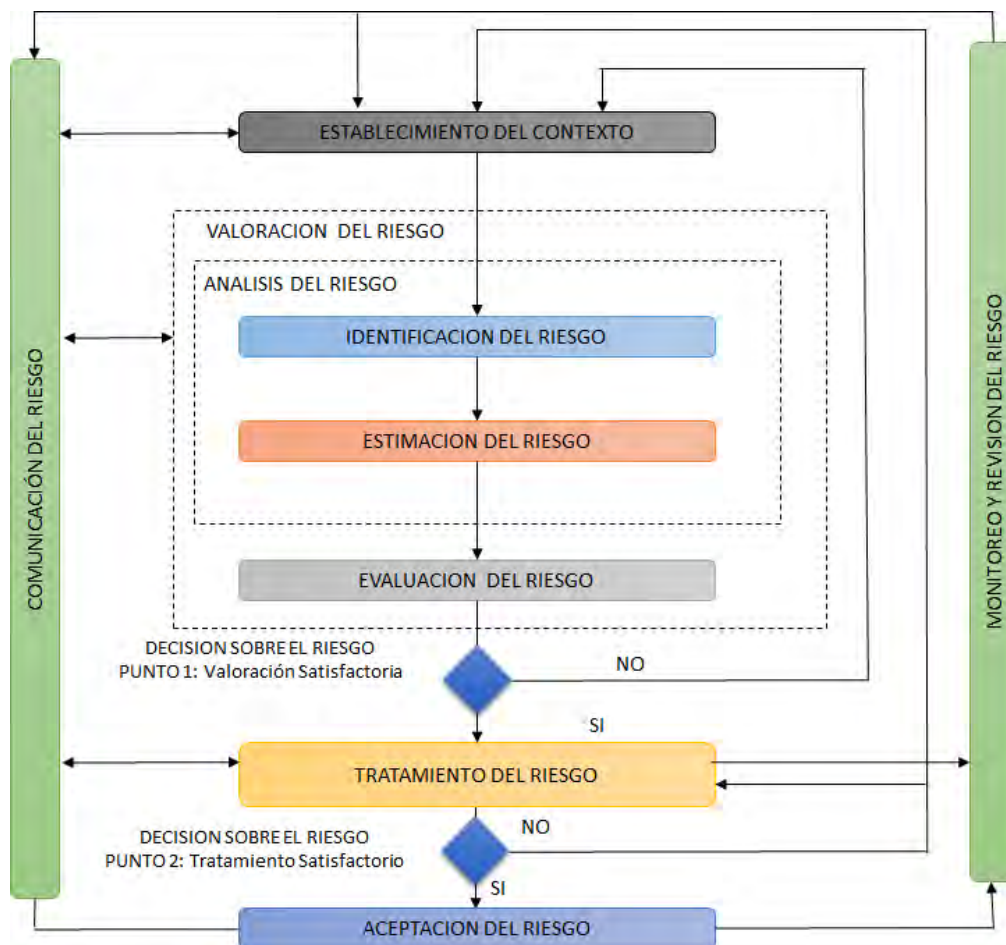 ESTABLECIMIENTO DEL CONTEXTO
VALORACION DEL RIESGO
ANALISIS DEL RIESGO
IDENTIFICACION DEL RIESGO
ESTIMACION DEL RIESGO
EVALUACION DEL RIESGO
DECISION SOBRE EL RIESGO
PUNTO 1: Valoración Satisfactoria
NO
SI
TRATAMIENTO DEL RIESGO
DECISION SOBRE EL RIESGO
PUNTO 2: Tratamiento Satisfactorio
NO
SI
ACEPTACION DEL RIESGO
COMUNICACIÓN DEL RIESGO
MONITOREO Y REVISION DEL RIESGO